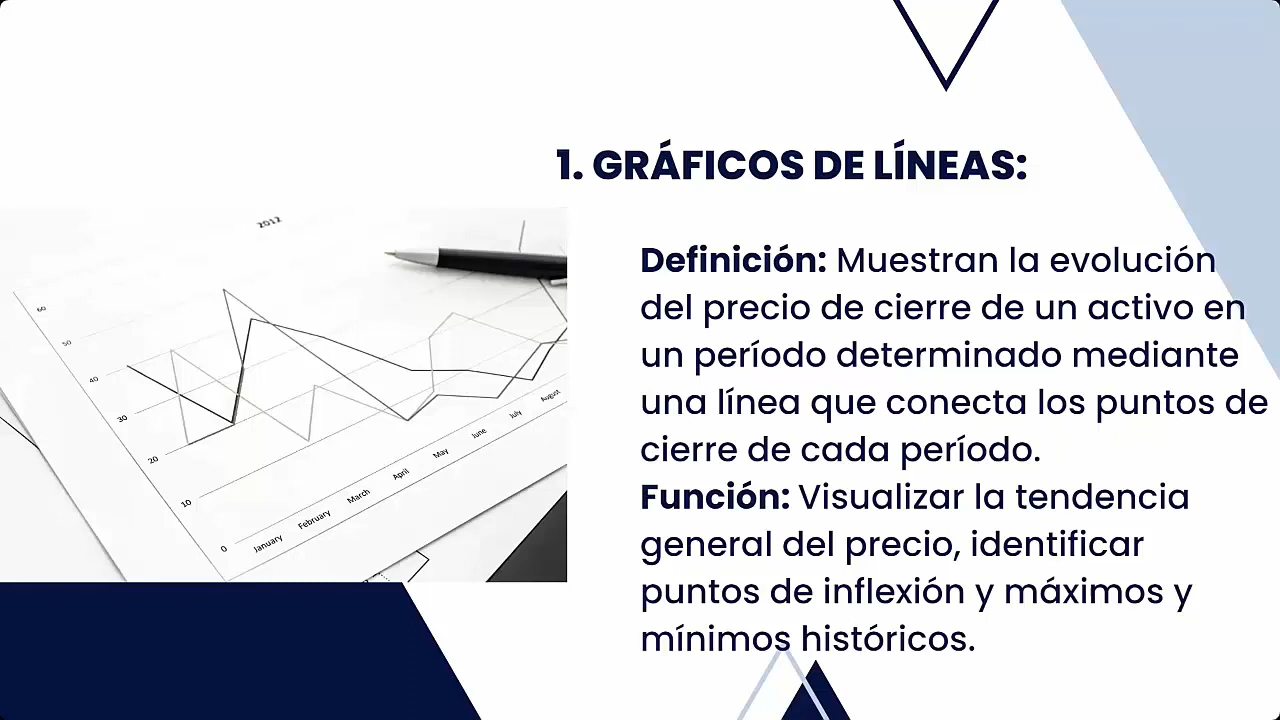 1. GRÁFICOS DE LÍNEAS:
2012
60
50
40
30
20
10
0
January
February
March
April
May
June
July
August
Definición: Muestran la evolución
del precio de cierre de un activo en
un período determinado mediante
una línea que conecta los puntos de
cierre de cada período.
Función: Visualizar la tendencia
general del precio, identificar
puntos de inflexión y máximos y
mínimos históricos.